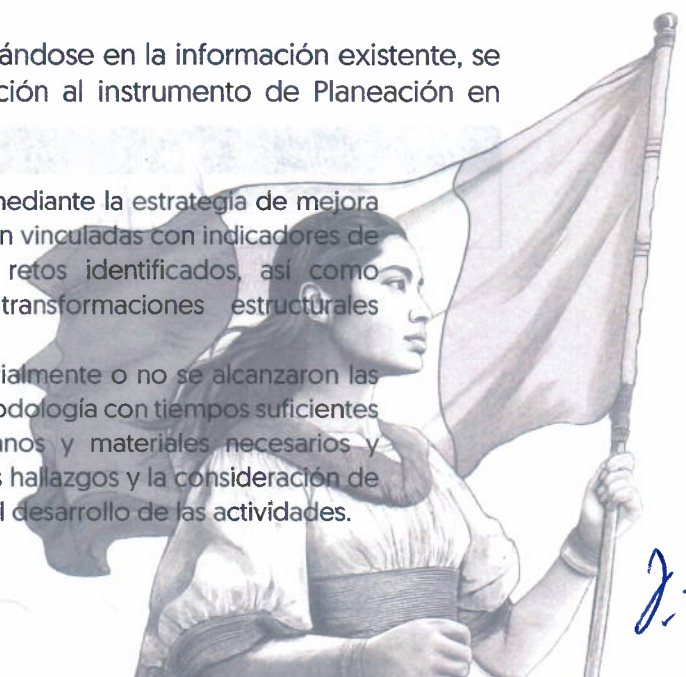 ándose en la información existente, se
ción al instrumento de Planeación en
mediante la estrategia de mejora
n vinculadas con indicadores de
retos identificados, así como
transformaciones estructurales
ialmente o no se alcanzaron las
odología con tiempos suficientes
anos y materiales necesarios y
s hallazgos y la consideración de
l desarrollo de las actividades.